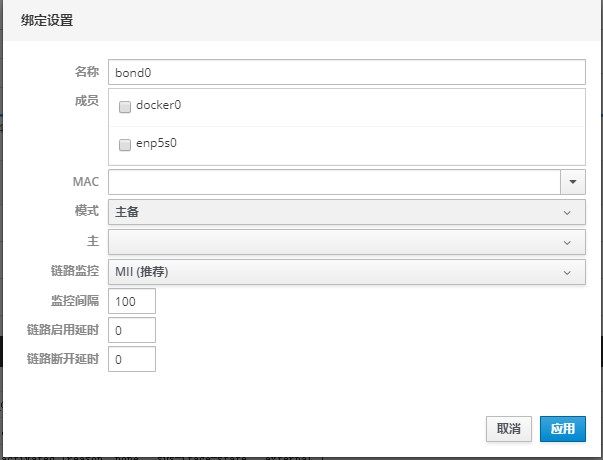 绑定设置
名称 bond0
成员 docker0
enp5s0
MAC
模式 主备
主
链路监控 MII (推荐)
监控间隔 100
链路启用延时 0
链路断开延时 0
取消 应用